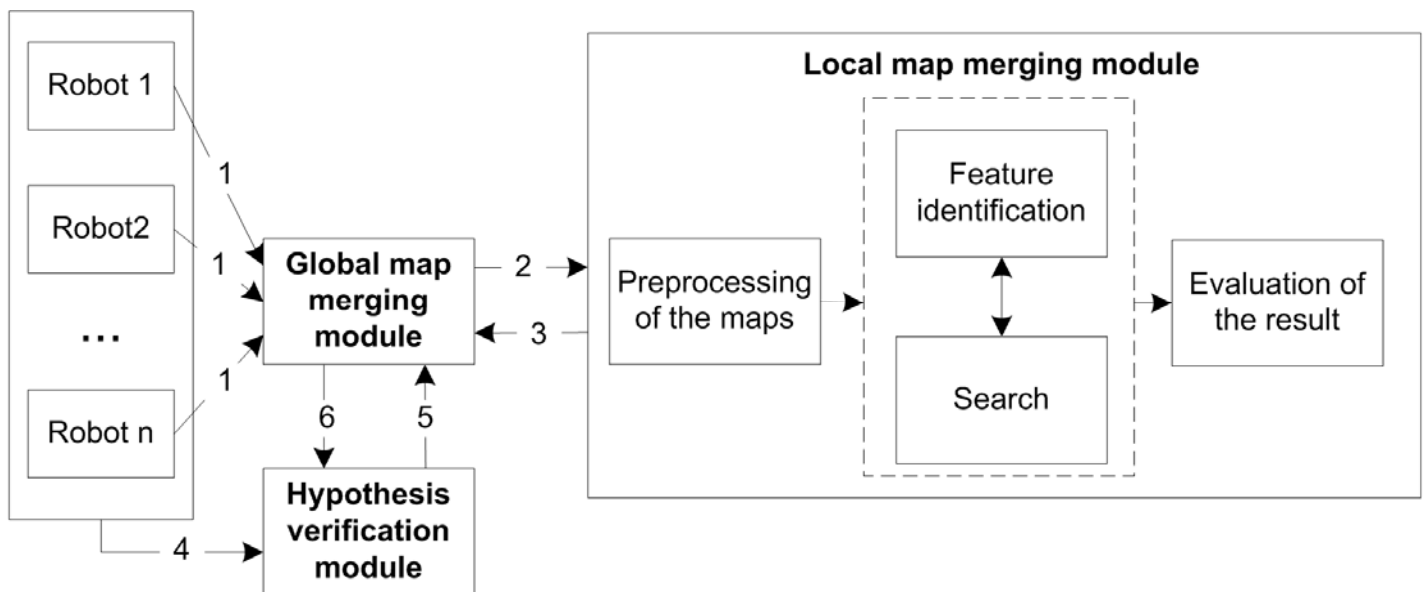 Robot 1
Robot2
...
Robot n
1
1
1
4
Global map
merging
module
6
5
Hypothesis
verification
module
2
3
Local map merging module
Preprocessing
of the maps
Feature
identification
Search
Evaluation of
the result